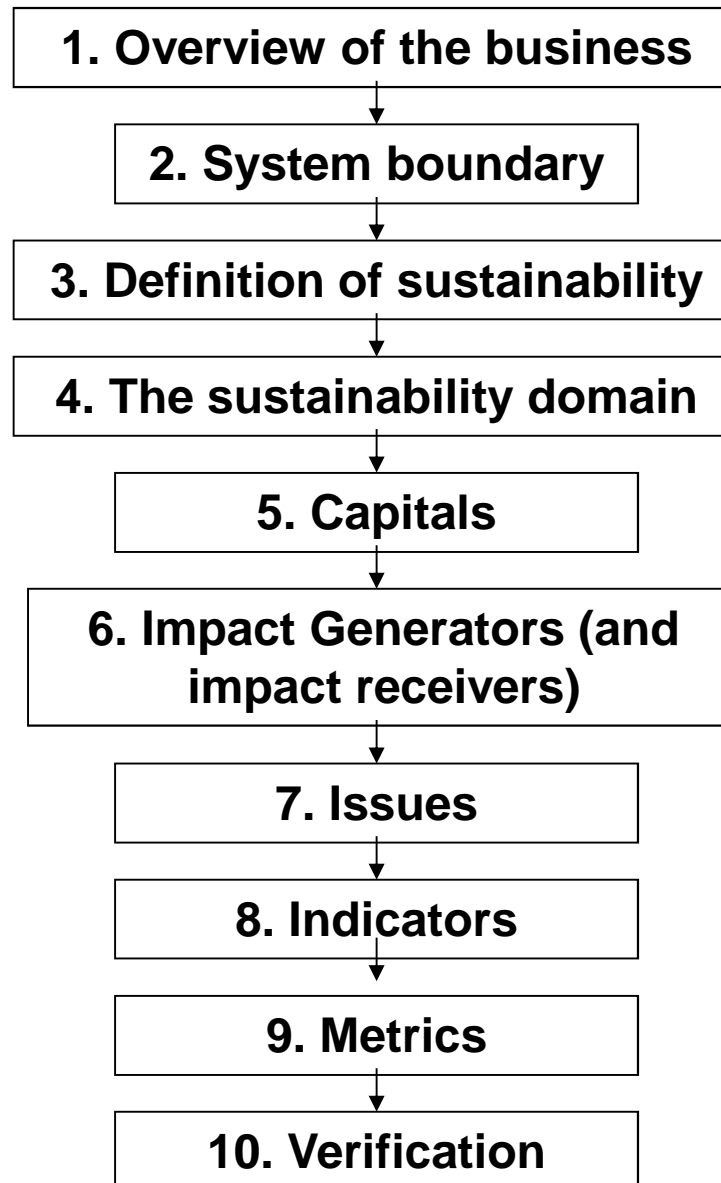 1. Overview of the business
2. System boundary
3. Definition of sustainability
4. The sustainability domain
5. Capitals
6. Impact Generators (and
impact receivers)
7. Issues
8. Indicators
9. Metrics
10. Verification